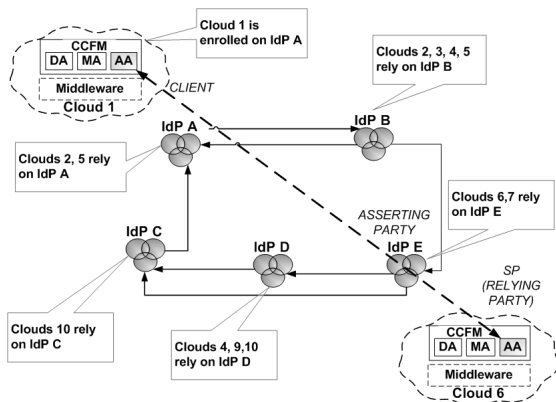 CCFM
DA MA AA
Middleware
Cloud 1
Cloud 1 is
enrolled on IdP A
CLIENT
Clouds 2, 3, 4, 5
rely on IdP B
IdP A
IdP B
Clouds 2, 5 rely
on IdP A
ASSERTING
PARTY
Clouds 6,7 rely
on IdP E
IdP C
IdP D
IdP E
SP
(RELYING
PARTY)
Clouds 10 rely
on IdP C
Clouds 4, 9,10
rely on IdP D
CCFM
DA MA AA
Middleware
Cloud 6